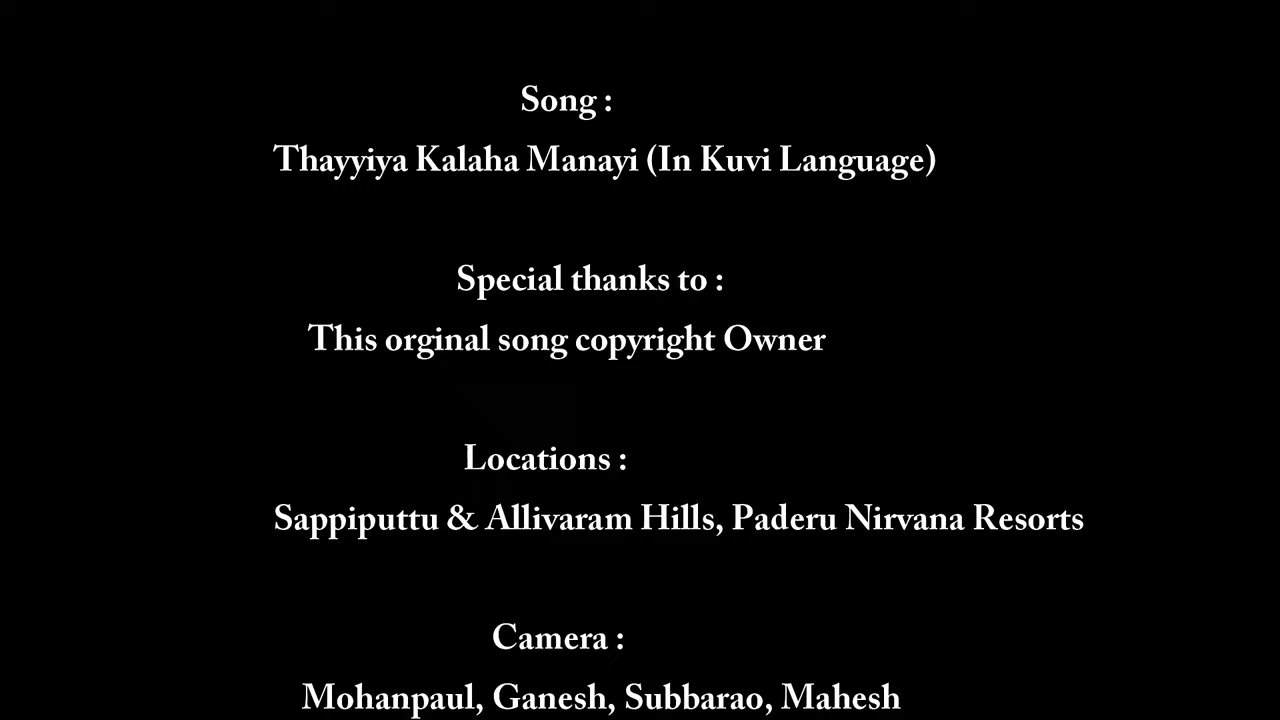 Song :
Thayyiya Kalaha Manayi (In Kuvi Language)
Special thanks to :
This orginal song copyright Owner
Locations :
Sappiputtu & Allivaram Hills, Paderu Nirvana Resorts
Camera :
Mohanpaul, Ganesh, Subbarao, Mahesh